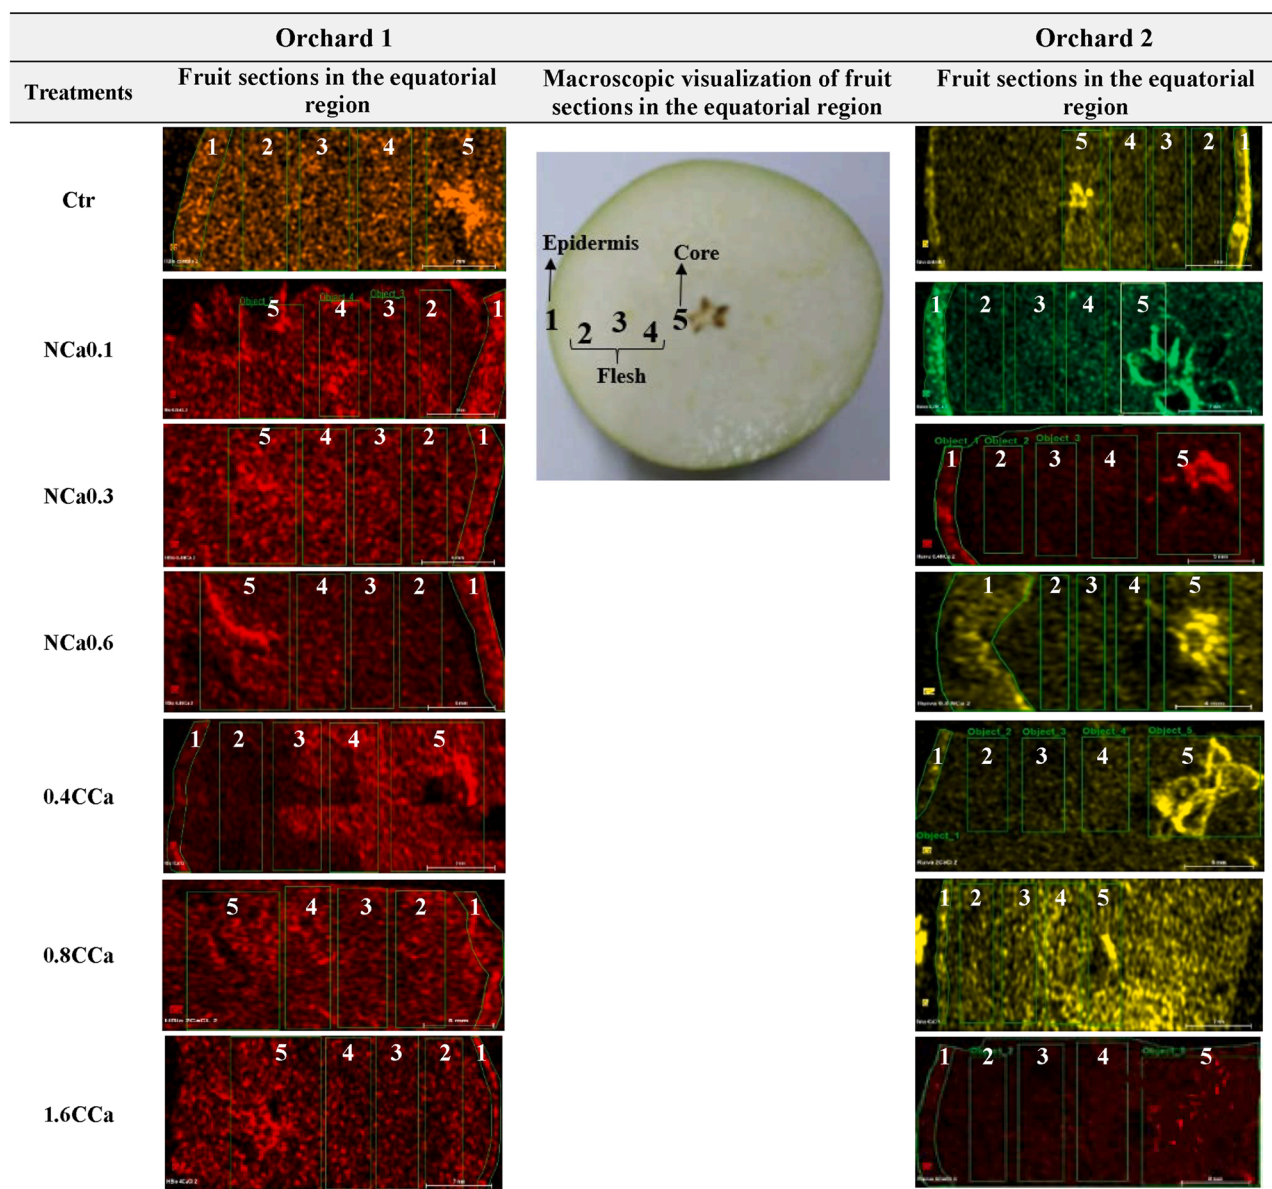 Orchard 1
Orchard 2
Treatments
Fruit sections in the equatorial
region
Macroscopic visualization of fruit
sections in the equatorial region
Fruit sections in the equatorial
region
Ctr
1 2 3 4 5
Epidermis
Core
1 2 3 4 5
Flesh
5 4 3 2 1
NCa0.1
Object_4 Object_3
5 4 3 2 1
1 2 3 4 5
NCa0.3
5 4 3 2 1
Object_1 Object_2 Object_3
1 2 3 4 5
NCa0.6
5 4 3 2 1
1 2 3 4 5
0.4CCa
1 2 3 4 5
Object_2 Object_3 Object_4 Object_5
1 2 3 4 5
Object_1
0.8CCa
5 4 3 2 1
1 2 3 4 5
1.6CCa
5 4 3 2 1
1 2 3 4 5